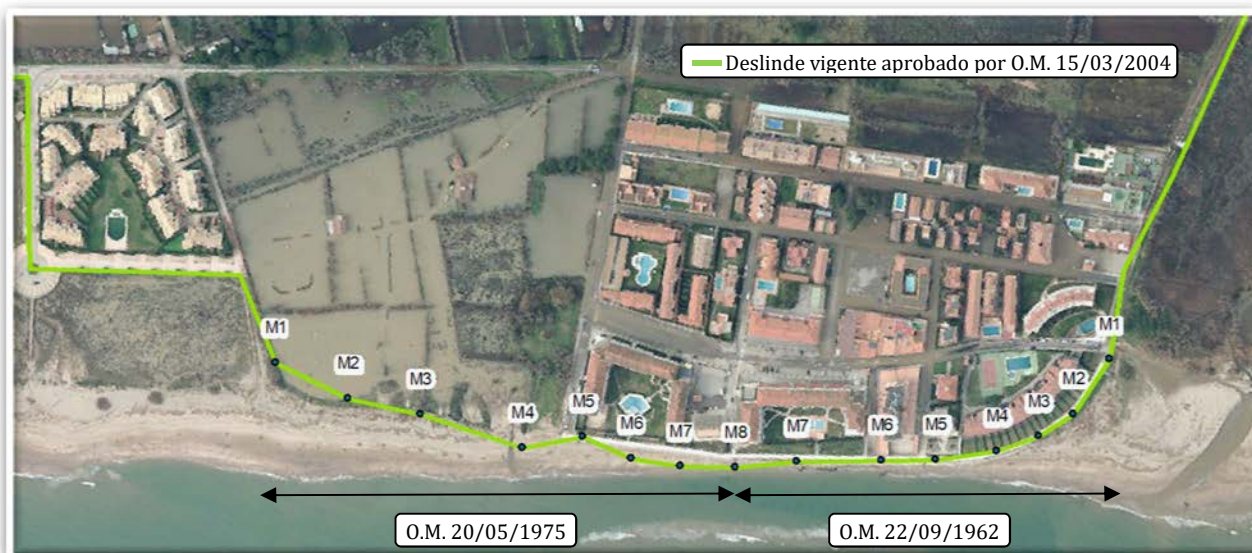 Deslinde vigente aprobado por O.M. 15/03/2004
M1
M2
M3
M4
M5
M6
M7
M8
M7
M6
M5
M4
M3
M2
M1
O.M. 20/05/1975
O.M. 22/09/1962